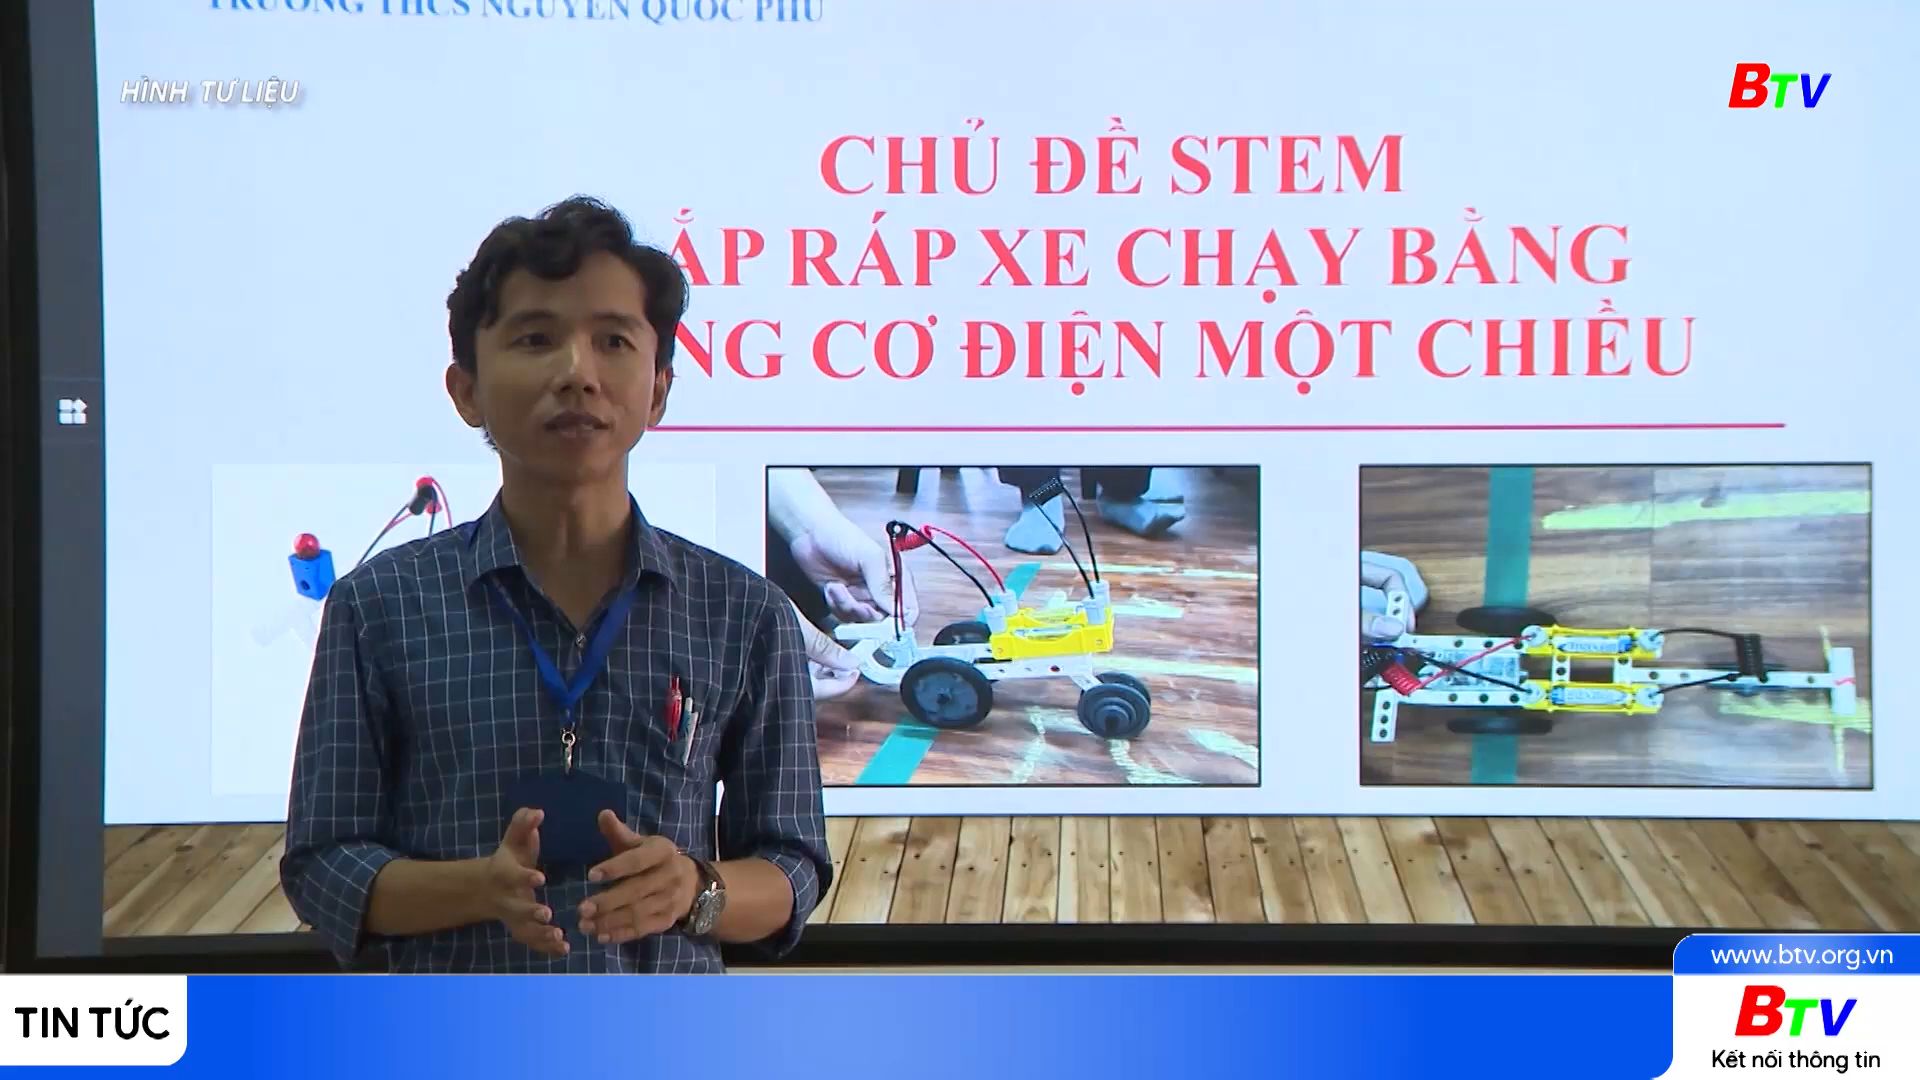 TRƯỜNG THCS NGUYỄN QUỐC PHÚ
HÌNH TƯ LIỆU
BTV
CHỦ ĐỀ STEM
ẮP RÁP XE CHẠY BẰNG
NG CƠ ĐIỆN MỘT CHIỀU
www.btv.org.vn
TIN TỨC
BTV
Kết nối thông tin